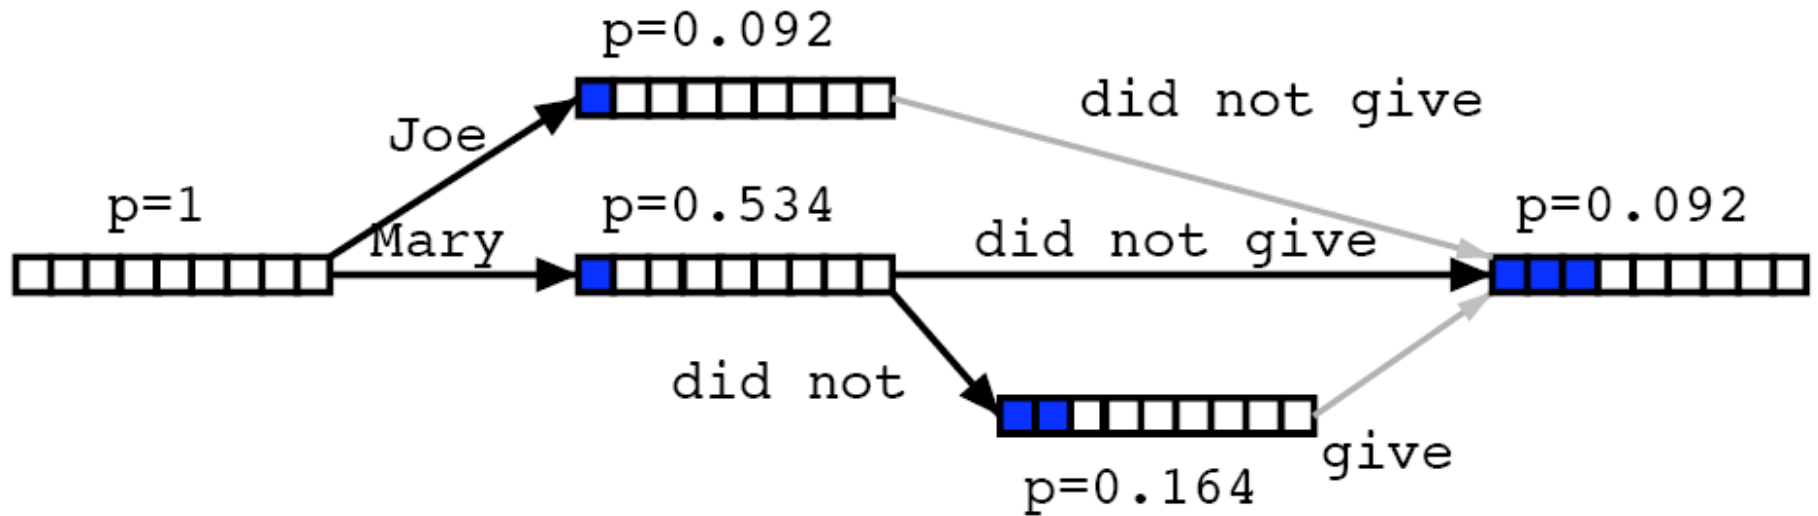 p=0.092
did not give
Joe
p=1
p=0.534
p=0.092
Mary
did not give
did not
give
p=0.164